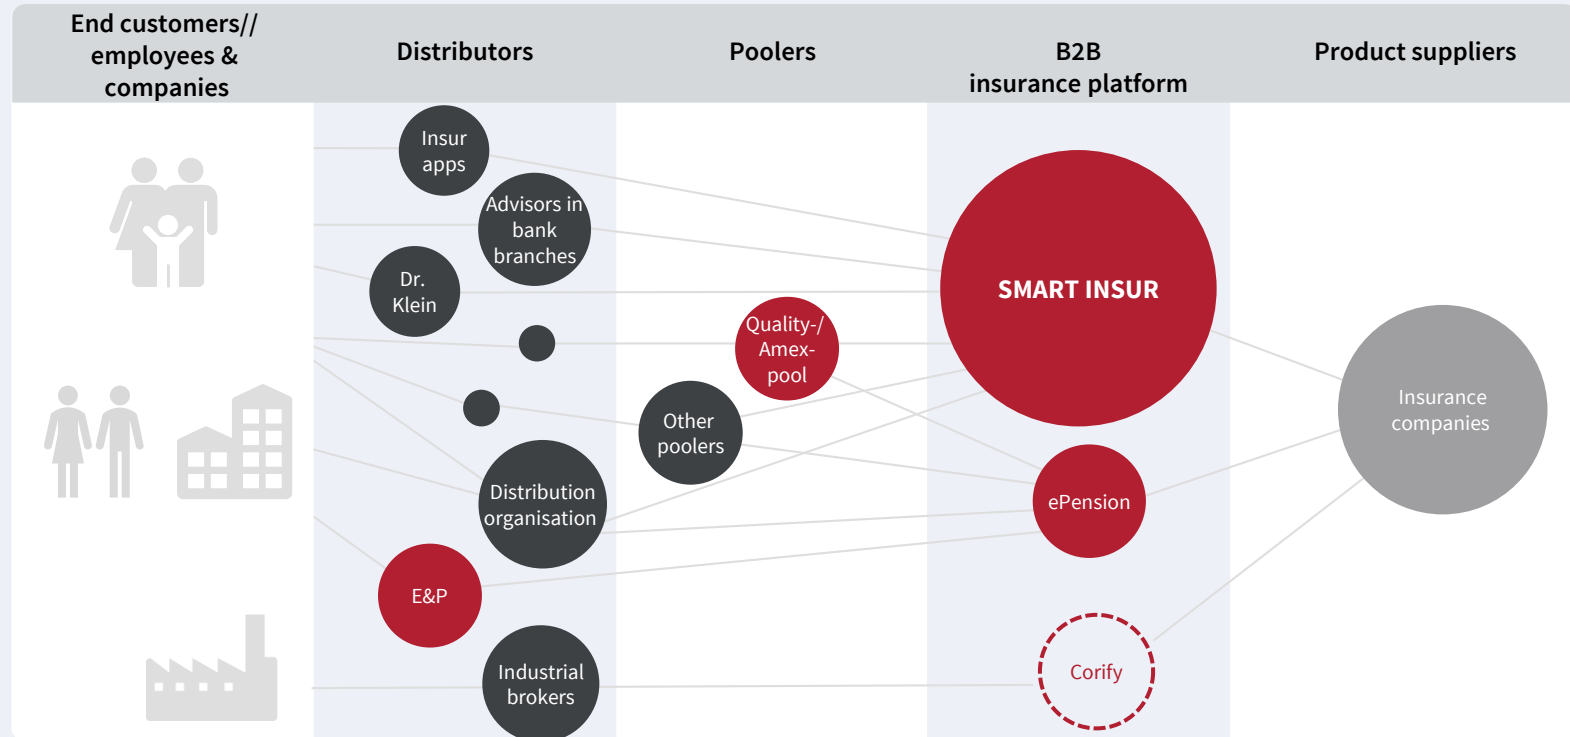 End customers//
employees &
companies
Distributors
Poolers
B2B
insurance platform
Product suppliers
Insur
apps
Advisors in
bank
branches
Dr.
Klein
Distribution
organisation
E&P
Industrial
brokers
Quality-/
Amex-
pool
Other
poolers
SMART INSUR
ePension
Corify
Insurance
companies